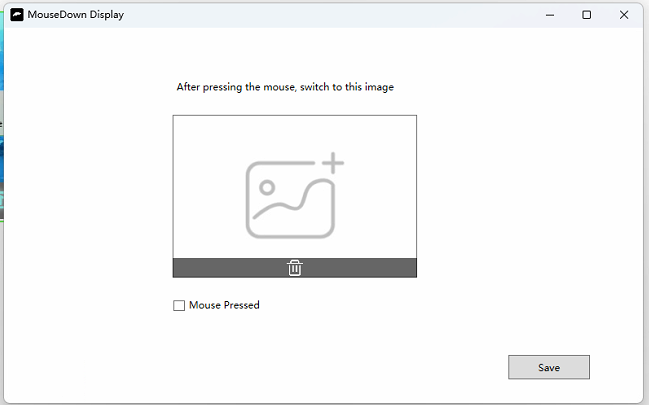 MouseDown Display
After pressing the mouse, switch to this image
Mouse Pressed
Save